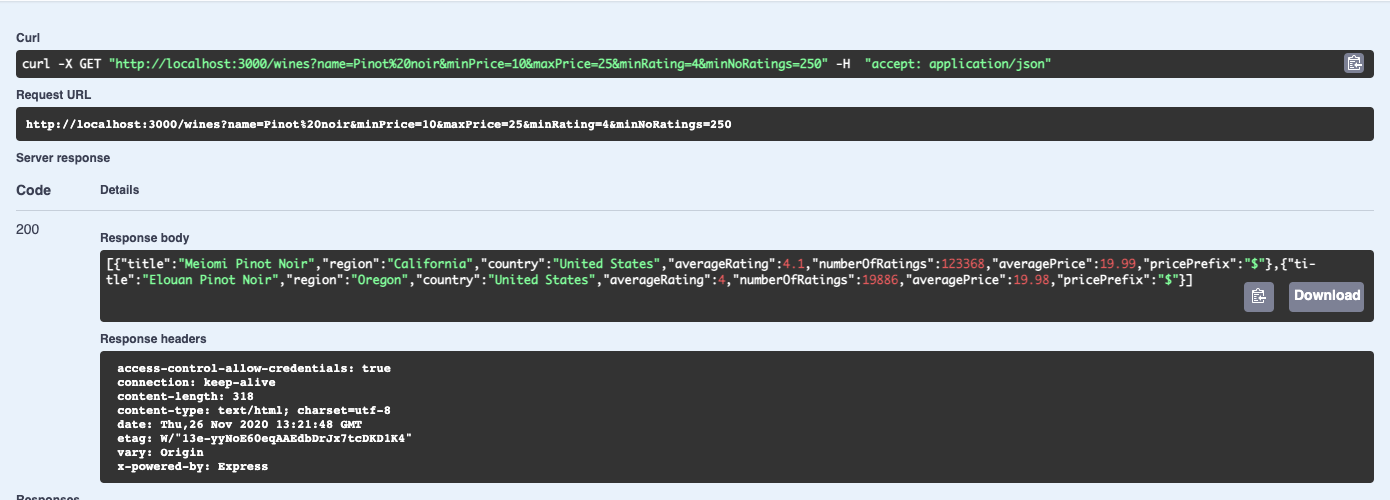 Curl
curl -X GET "http://localhost:3000/wines?name=Pinot%20noir&minPrice=10&maxPrice=25&minRating=4&minNoRatings=250" -H  "accept: application/json"
Request URL
http://localhost:3000/wines?name=Pinot%20noir&minPrice=10&maxPrice=25&minRating=4&minNoRatings=250
Server response
Code Details
200
Response body
[{"title":"Meiomi Pinot Noir","region":"California","country":"United States","averageRating":4.1,"numberOfRatings":123368,"averagePrice":19.99,"pricePrefix":"$"},{"ti-
tle":"Elouan Pinot Noir","region":"Oregon","country":"United States","averageRating":4,"numberOfRatings":19886,"averagePrice":19.98,"pricePrefix":"$"}]
Download
Response headers
access-control-allow-credentials: true
connection: keep-alive
content-length: 318
content-type: text/html; charset=utf-8
date: Thu,26 Nov 2020 13:21:48 GMT
etag: W/"13e-yyNoE60eqAAEdbDrJx7tcDKD1K4"
vary: Origin
x-powered-by: Express
Responses